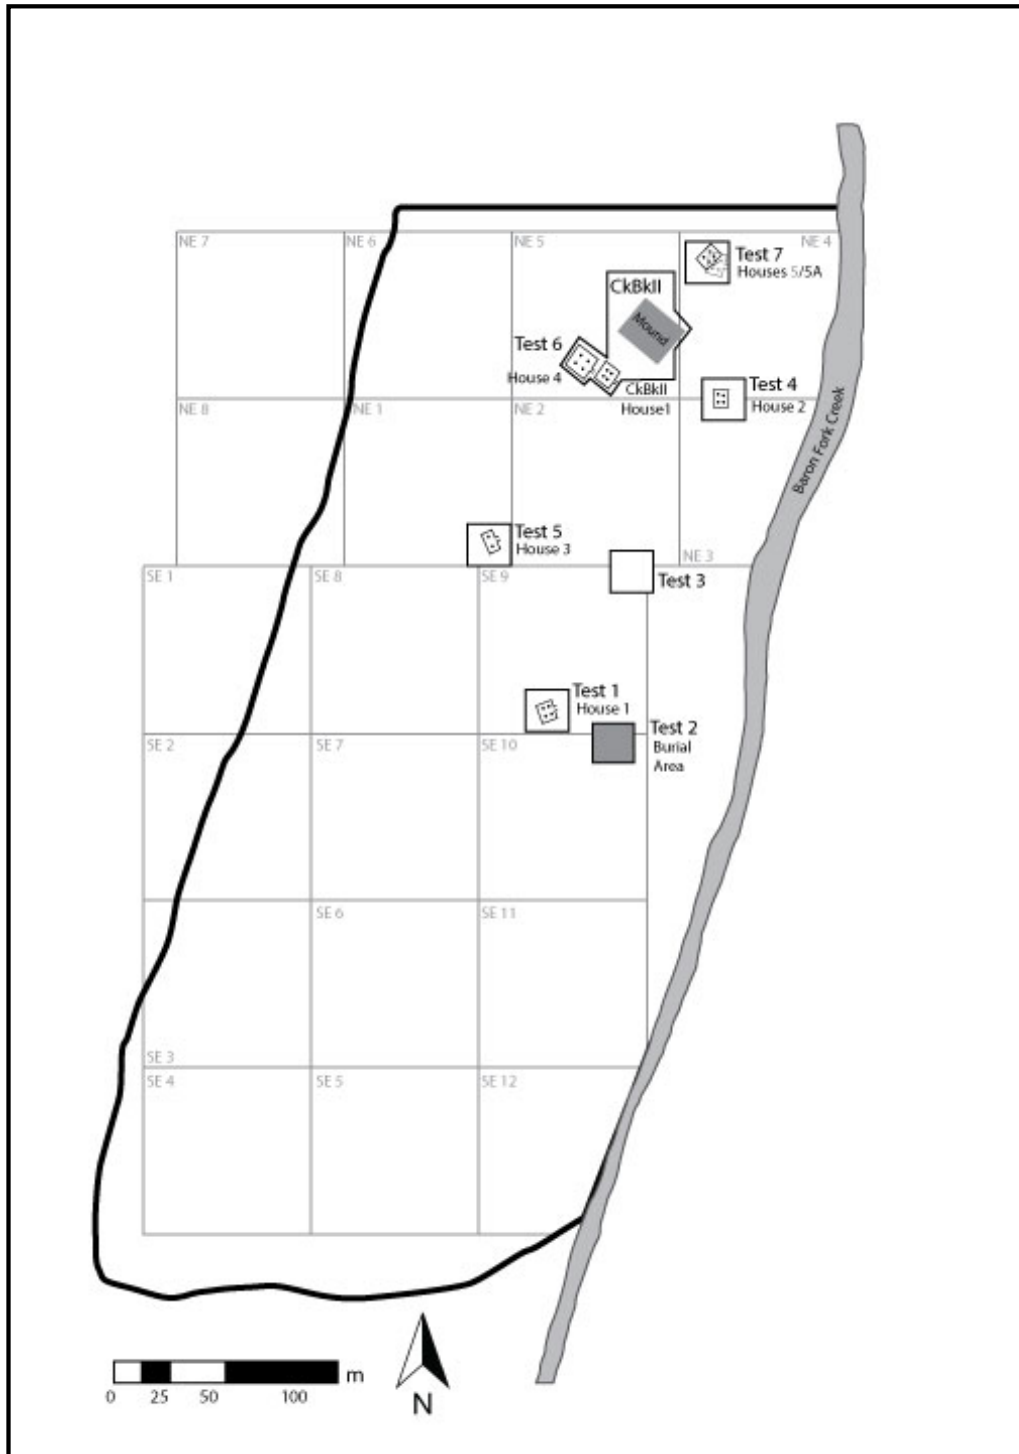 NE 7
NE 6
NE 5
NE 4
Test 7
Houses 5/5A
CkBkII
Mound
Test 6
House 4
CkBkII
House1
Test 4
House 2
NE 8
NE 1
NE 2
Baron Fork Creek
Test 5
House 3
NE 3
SE 1
SE 8
SE 9
Test 3
Test 1
House 1
Test 2
Burial
Area
SE 2
SE 7
SE 10
SE 6
SE 11
SE 3
SE 4
SE 5
SE 12
m
0 25 50 100
N